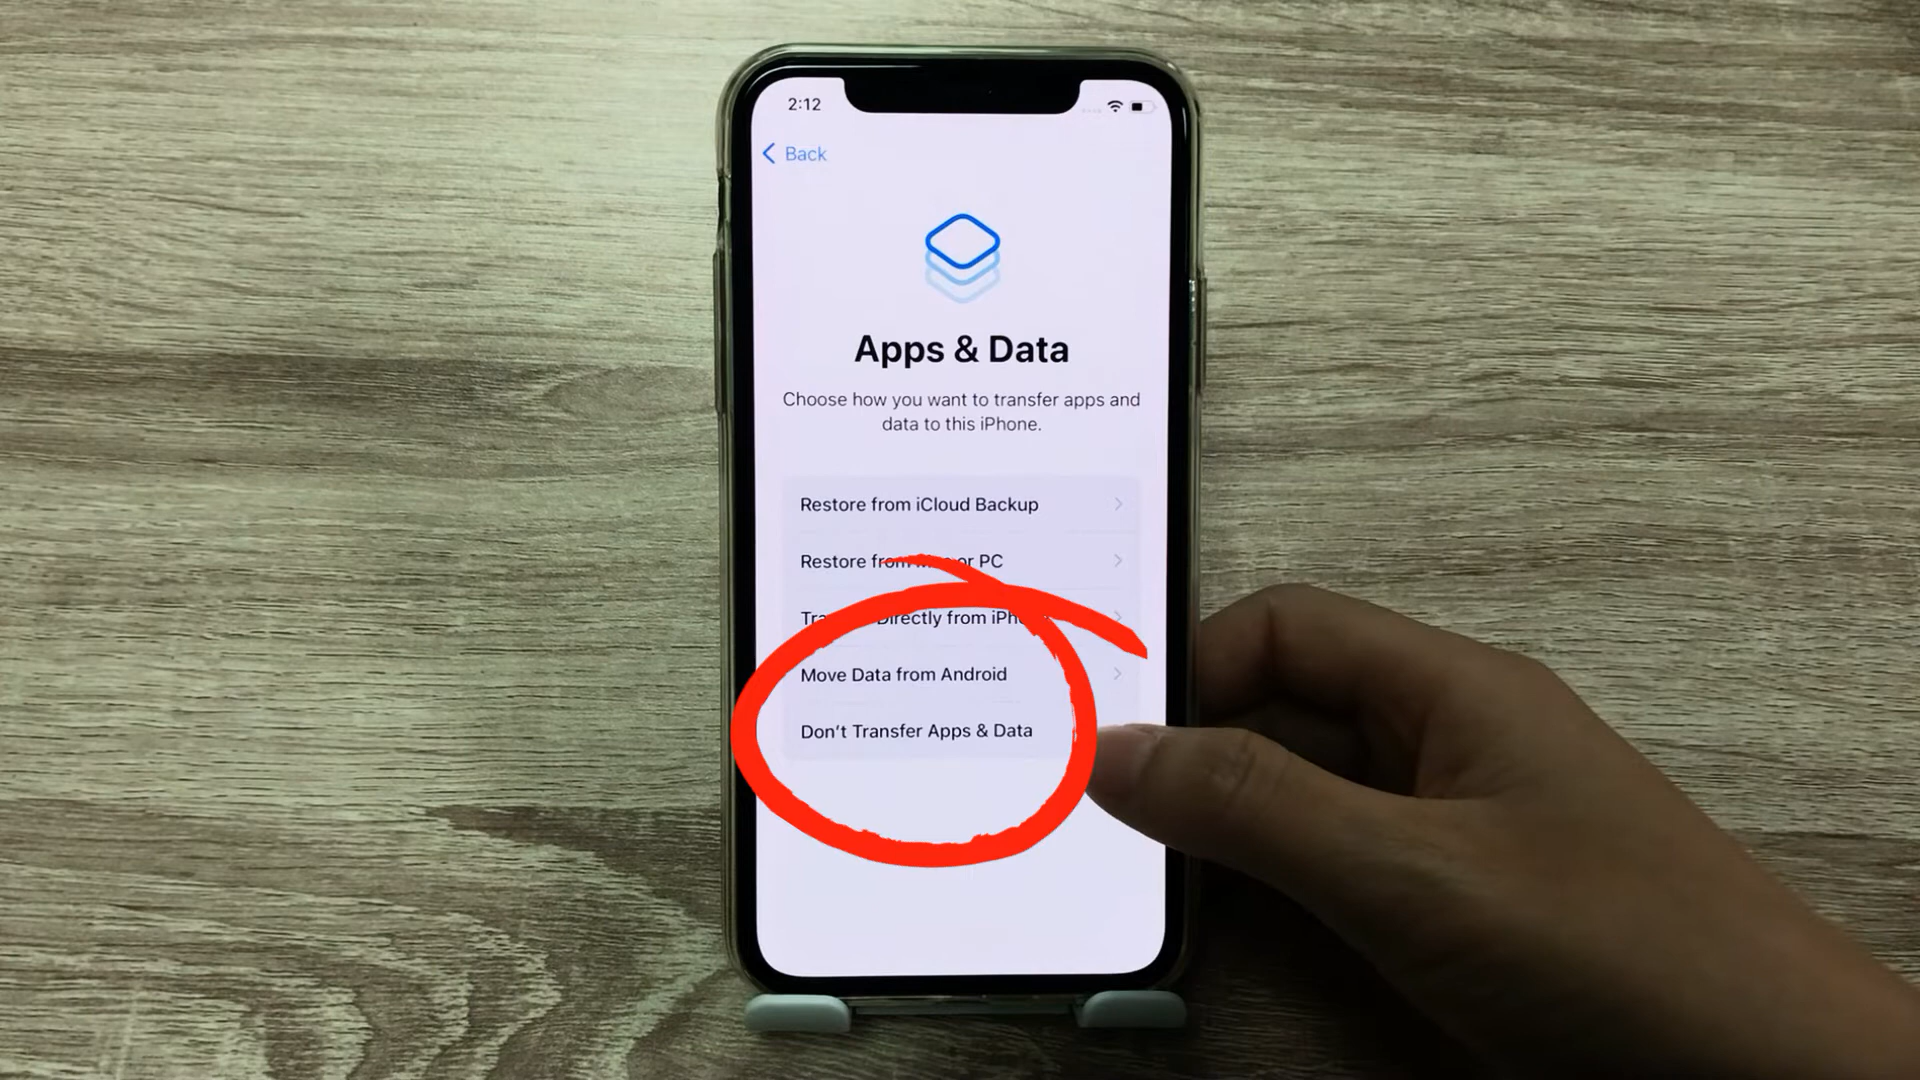 2:12
Back
Apps & Data
Choose how you want to transfer apps and
data to this iPhone.
Restore from iCloud Backup
Restore from or PC
Directly from
Move Data from Android
Don't Transfer Apps & Data